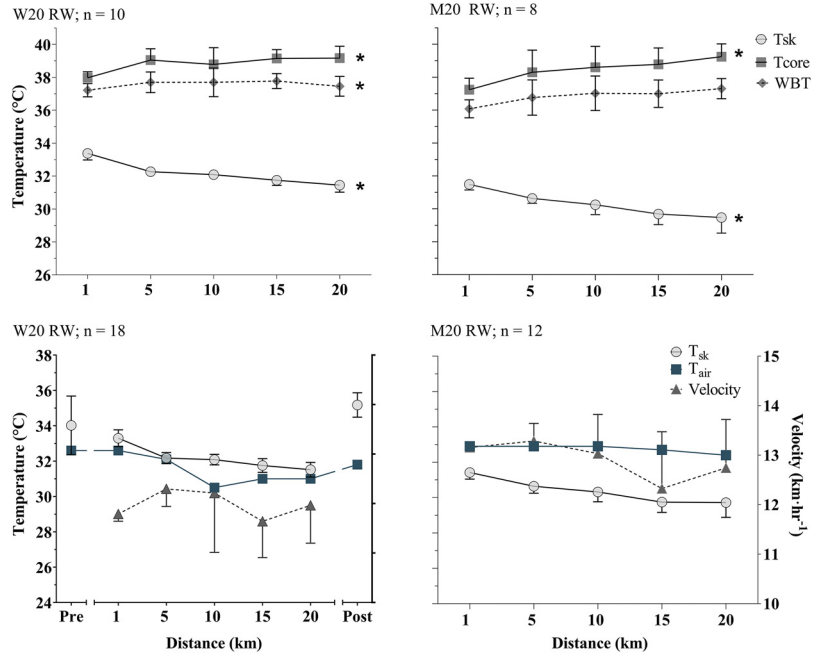 W20 RW; n = 10
M20 RW; n = 8
Tsk
Tcore
WBT
Temperature (°C)
40
38
36
34
32
30
28
26
*
*
*
1 5 10 15 20
*
*
1 5 10 15 20
W20 RW; n = 18
M20 RW; n = 12
Tsk
Tair
Velocity
Temperature (°C)
38
36
34
32
30
28
26
24
Pre 1 5 10 15 20 Post
Distance (km)
1 5 10 15 20
Distance (km)
15
14
13
12
11
10
Velocity (km·hr-1)